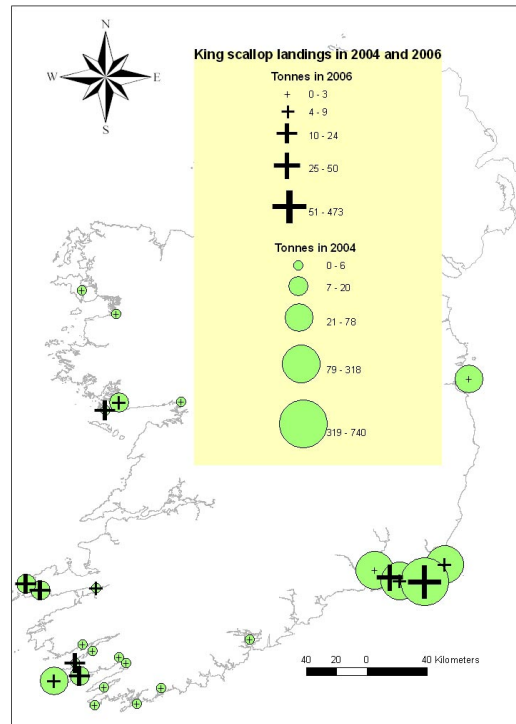 N
W E
S
King scallop landings in 2004 and 2006
Tonnes in 2006
0 - 3
4 - 9
10 - 24
25 - 50
51 - 473
Tonnes in 2004
0 - 6
7 - 20
21 - 78
79 - 318
319 - 740
40 20 0 40 Kilometers